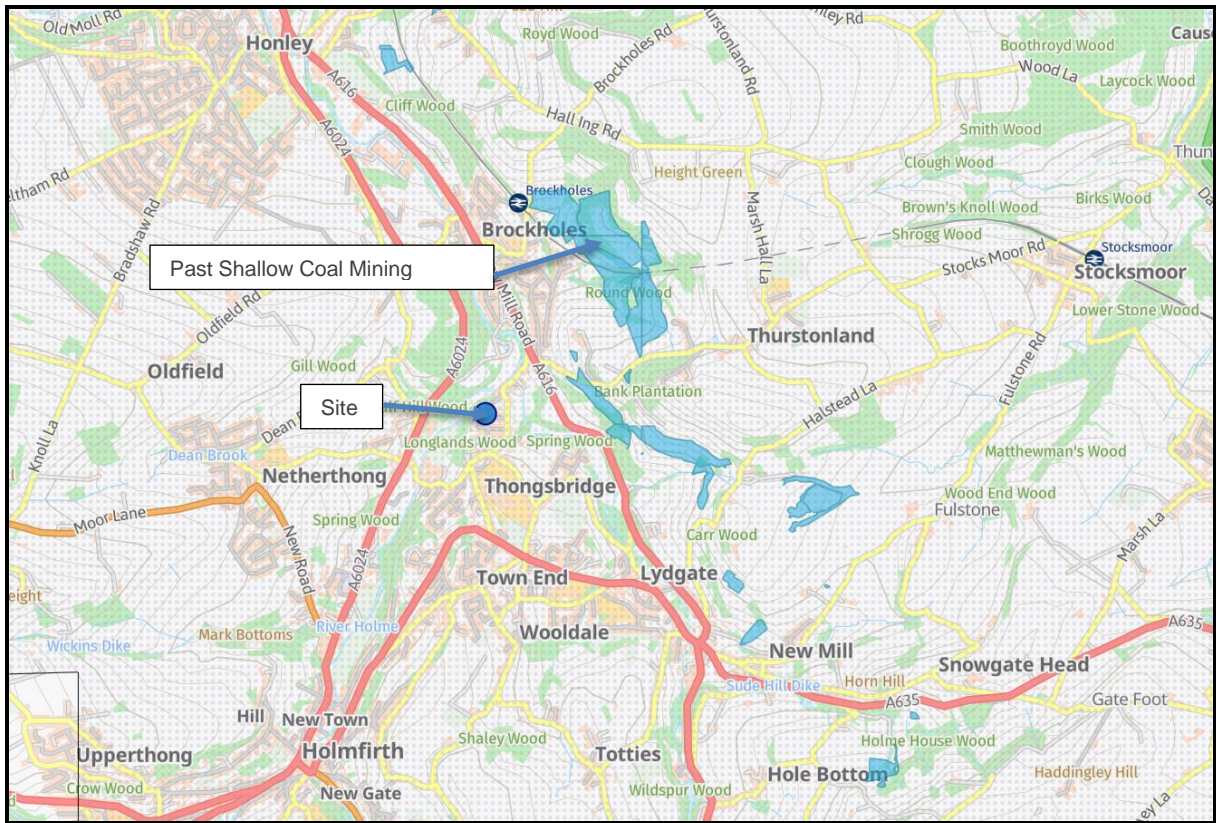 Old Moll Rd
Honley
Royd Wood
Brockholes Rd
Boothroyd Wood
Wood La
Laycock Wood
A616
Cliff Wood
Hall Ing Rd
Smith Wood
A6024
Clough Wood
Height Green
Brockholes
Birks Wood
Brown's Knoll Wood
Bradshaw Rd
Brockholes
Marsh Hall La
Shrogg Wood
Stocksmoor
Stocks Moor Rd
Stocksmoor
Past Shallow Coal Mining
Round Wood
Oldfield Rd
Mill Road
Lower Stone Wood
Thurstonland
A6024
Gill Wood
Oldfield
A616
Fulstone Rd
Bank Plantation
Site
Halstead La
Knoll La
Longlands Wood
Spring Wood
Dean Brook
Matthewman's Wood
Netherthong
Thongsbridge
Wood End Wood
Moor Lane
Spring Wood
Fulstone
New Road
Carr Wood
Marsh La
A6024
Town End
Lydgate
River Holme
Mark Bottoms
Wooldale
A635
Wickins Dike
New Mill
Snowgate Head
Sude Hill Dike
Horn Hill
Gate Foot
A635
Hill
New Town
Shaley Wood
Holme House Wood
Upperthong
Holmfirth
Totties
Hole Bottom
Haddingley Hill
Crow Wood
New Gate
Wildspur Wood